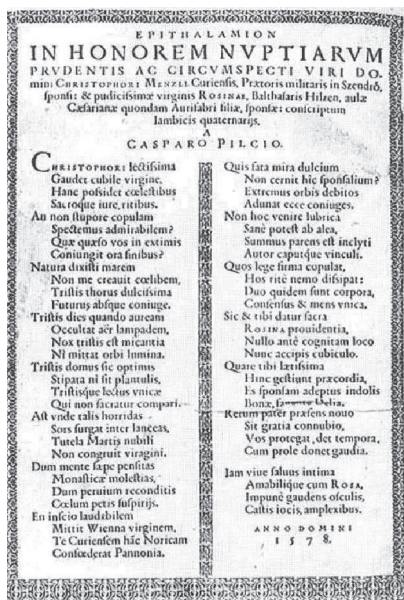 EPITHALAMION
IN HONOREM NVPTIARVM
PRVDENTIS AC CIRCVMSPECTI VIRI DO-
mini CHRISTOPHORI MENZLI Curiensis, Prætoris militaris in Szendrô,
sponsi: & pudicissimæ virginis ROSINAE, Balthasaris Hilzen, aulæ
Cæsarianæ quondam Aurifabri filiæ, sponsæ: conscriptum
Iambicis quaternarijs.
A
CASPARO PILCIO.
CHRISTOPHORI lectissima
Gaudet cubile virgine,
Hanc possidet cœlestibus
Sacroque iure, ritibus.
An non stupore copulam
Spectemus admirabilem?
Quæ quæso vos in extimis
Coniungit ora finibus?
Natura dixisti marem
Non me creauit cœlibem,
Tristis thorus dulcissima
Futurus absque coniuge.
Tristis dies quando auream
Occultat aër lampadem,
Nox tristis est micantia
Ni mittat orbi lumina.
Tristis domus sic optimis
Stipata ni sit plantulis,
Tristisque lectus vnicæ
Qui non sacratur compari.
Ast vnde talis horridas
Sors surgat inter lanceas,
Tutela Martis nubili
Non congruit viragini.
Dum mente sæpe pensitas
Monasticæ molestias,
Dum peruium reconditis
Cœlum petis suspirijs.
En inscio laudabilem
Mittit Wienna virginem,
Te Curiensem hæc Noricam
Confœderat Pannonia.
Quis fata mira dulcium
Non cernit hic sponsalium?
Extremus orbis debitos
Adunat ecce coniuges.
Non hoc venire lubrica
Sanè potest ab alea,
Summus parens est inclyti
Autor caputque vinculi.
Quos lege firma copulat,
Hos ritè nemo dissipat:
Duo quidem sunt corpora,
Consensus & mens vnica.
Sic & tibi datur sacra
ROSINA prouidentia,
Nullo antè cognitam loco
Nunc accipis cubiculo.
Quare tibi lætissima
Hinc gestiunt præcordia,
Es sponsam adeptus indolis
Bonæ,
Rerum pater præsens nouo
Sit gratia connubio,
Vos protegat, det tempora,
Cum prole donet gaudia.
Iam viue saluus intima
Amabilique cum ROSA,
Impunè gaudens osculis,
Castis iocis, amplexibus.
ANNO DOMINI
1578.